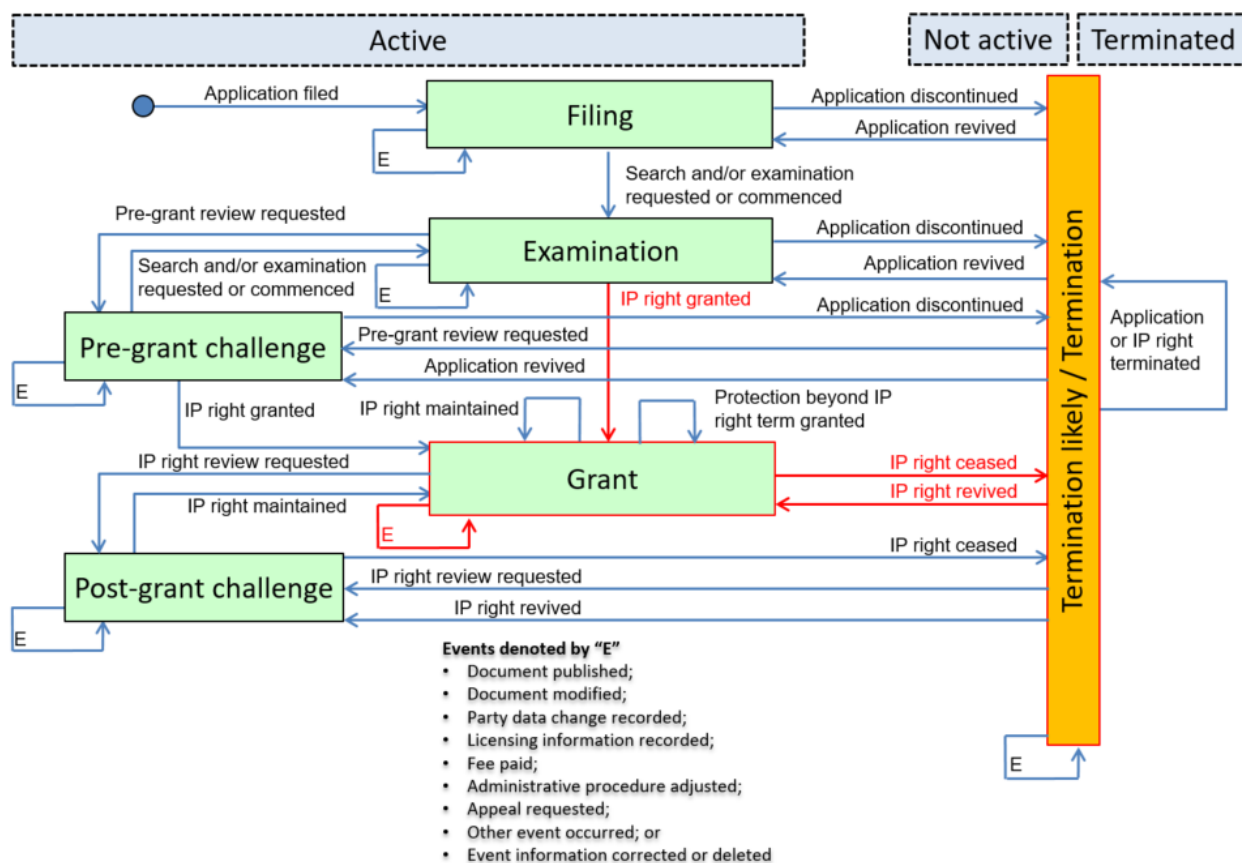 Active
Not active
Terminated
Application filed
Filing
Application discontinued
Application revived
E
Search and/or examination
requested or commenced
Pre-grant review requested
Examination
Application discontinued
Application revived
Search and/or examination
requested or commenced
E
IP right granted
Application discontinued
Pre-grant challenge
Pre-grant review requested
Application revived
E
IP right granted
Application
or IP right
terminated
Termination likely / Termination
IP right maintained
Protection beyond IP
right term granted
IP right review requested
Grant
IP right ceased
IP right revived
IP right maintained
E
IP right ceased
Post-grant challenge
IP right review requested
IP right revived
E
Events denoted by “E”
• Document published;
• Document modified;
• Party data change recorded;
• Licensing information recorded;
• Fee paid;
• Administrative procedure adjusted;
• Appeal requested;
• Other event occurred; or
• Event information corrected or deleted
E